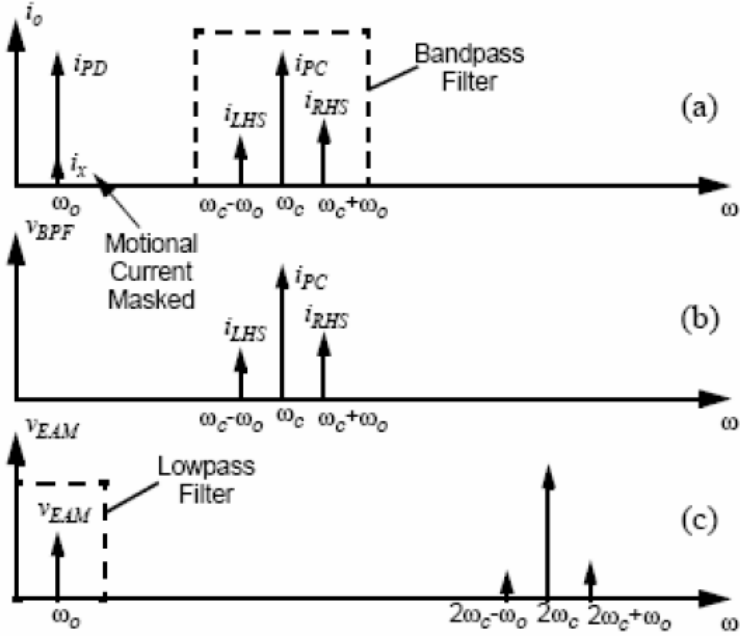 i_o
i_PD
i_PC
Bandpass
Filter
i_LHS
i_RHS
(a)
i_x
ω_o
ω_c-ω_o
ω_c
ω_c+ω_o
ω
v_BPF
Motional
Current
Masked
i_PC
i_LHS
i_RHS
(b)
ω_c-ω_o
ω_c
ω_c+ω_o
ω
v_EAM
Lowpass
Filter
v_EAM
(c)
ω_o
2ω_c-ω_o
2ω_c
2ω_c+ω_o
ω